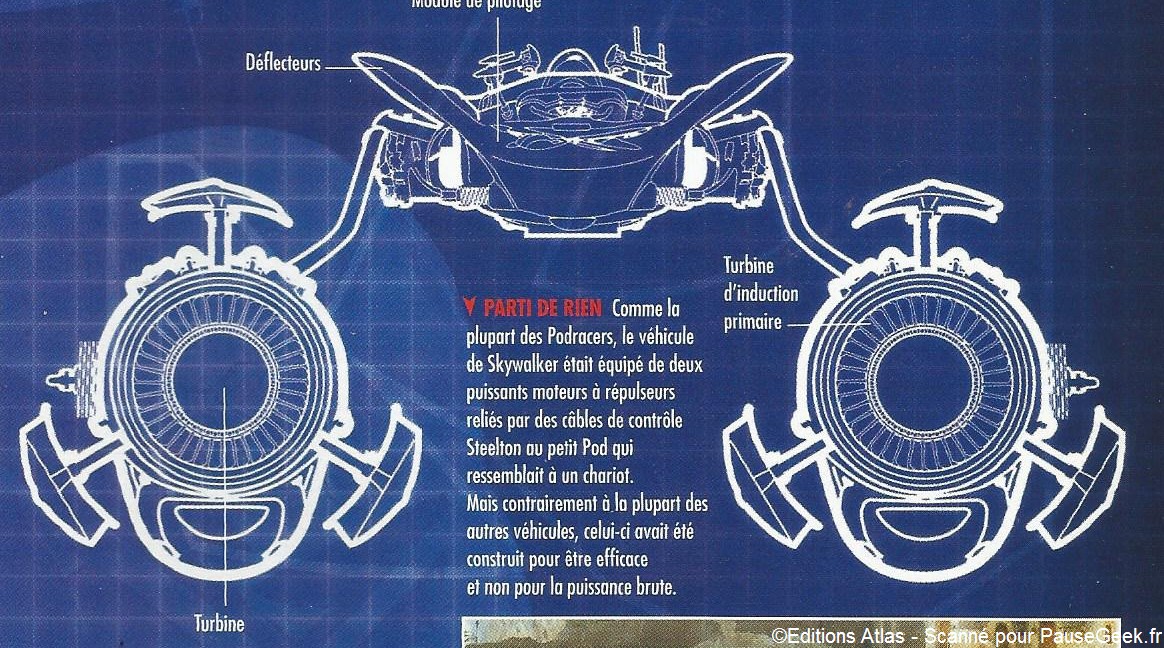 Module de pilotage
Déflecteurs
Turbine
d'induction
primaire
PARTI DE RIEN Comme la
plupart des Podracers, le véhicule
de Skywalker était équipé de deux
puissants moteurs à répulseurs
reliés par des câbles de contrôle
Steelton au petit Pod qui
ressemblait à un chariot.
Mais contrairement à la plupart des
autres véhicules, celui-ci avait été
construit pour être efficace
et non pour la puissance brute.
Turbine
©Editions Atlas - Scanné pour PauseGeek.fr